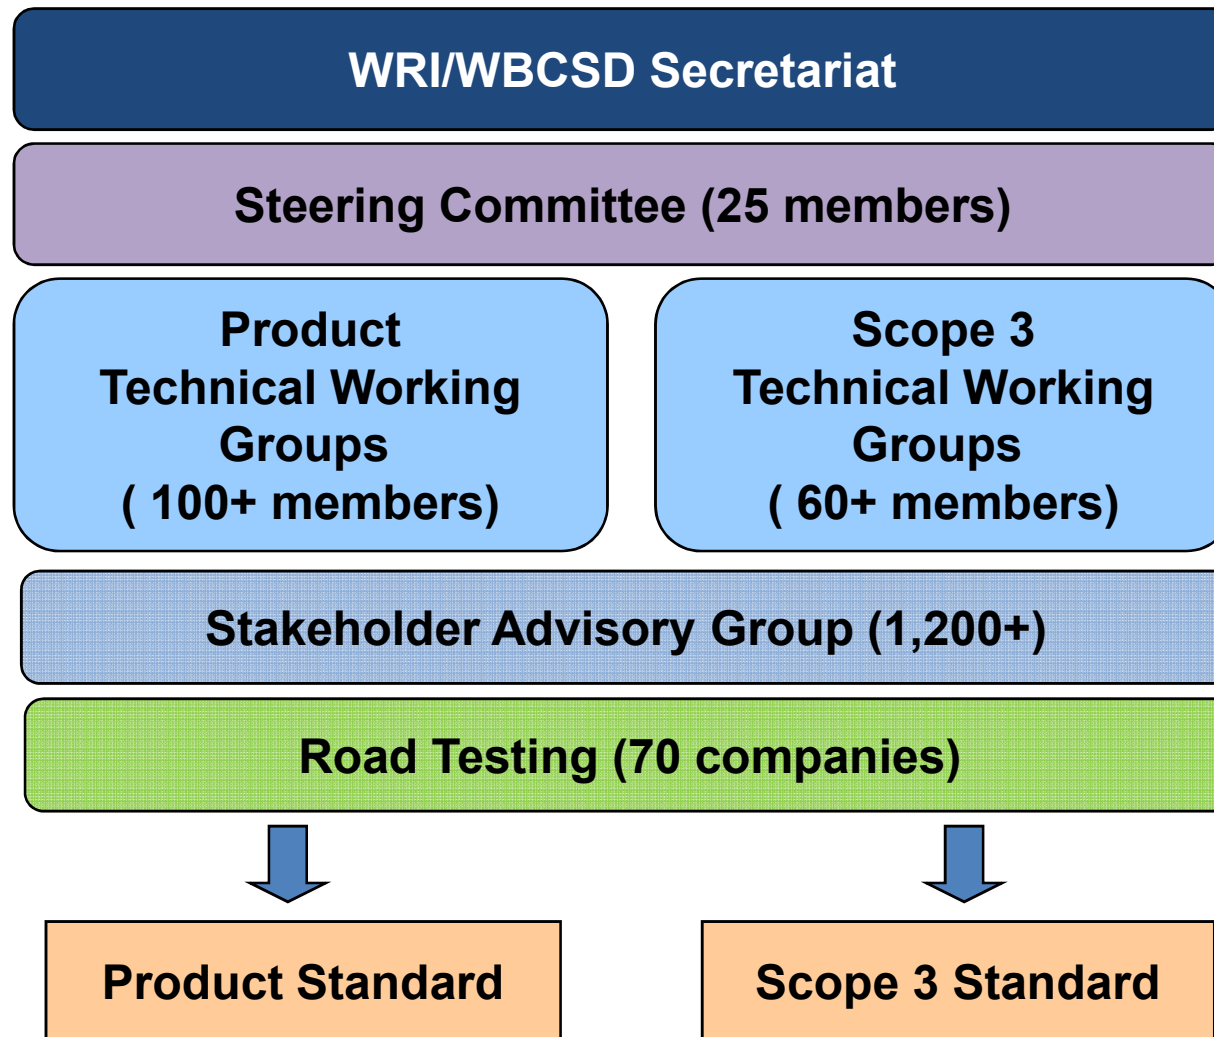 WRI/WBCSD Secretariat
Steering Committee (25 members)
Product
Technical Working
Groups
( 100+ members)
Scope 3
Technical Working
Groups
( 60+ members)
Stakeholder Advisory Group (1,200+)
Road Testing (70 companies)
Product Standard
Scope 3 Standard